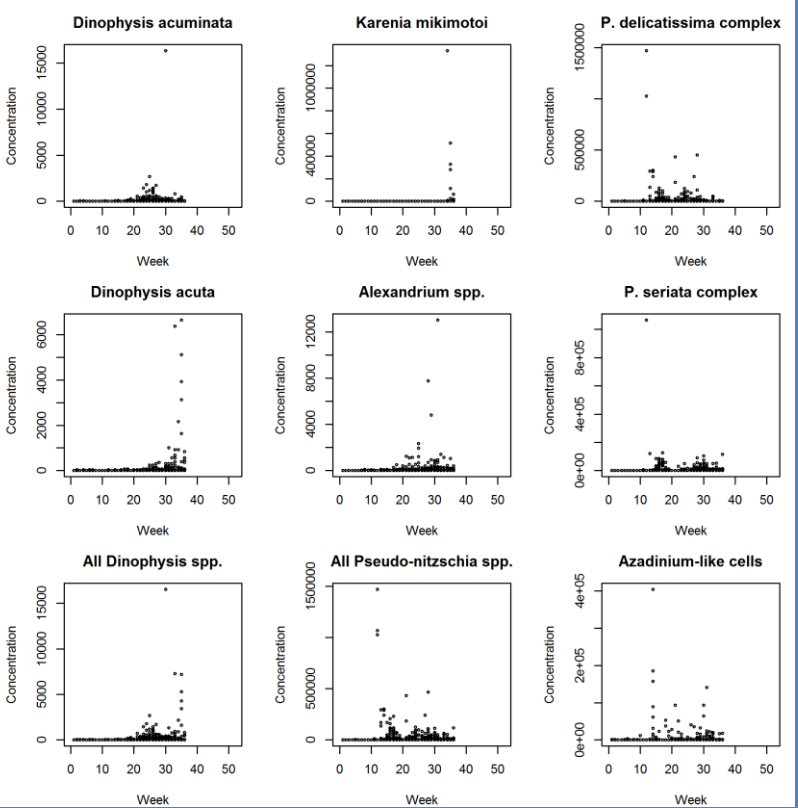 Dinophysis acuminata
Concentration
0 5000 10000 15000
0 10 20 30 40 50
Week
Karenia mikimotoi
Concentration
0 400000 1000000
0 10 20 30 40 50
Week
P. delicatissima complex
Concentration
0 500000 1500000
0 10 20 30 40 50
Week
Dinophysis acuta
Concentration
0 2000 4000 6000
0 10 20 30 40 50
Week
Alexandrium spp.
Concentration
0 4000 8000 12000
0 10 20 30 40 50
Week
P. seriata complex
Concentration
0e+00 4e+05 8e+05
0 10 20 30 40 50
Week
All Dinophysis spp.
Concentration
0 5000 10000 15000
0 10 20 30 40 50
Week
All Pseudo-nitzschia spp.
Concentration
0 500000 1500000
0 10 20 30 40 50
Week
Azadinium-like cells
Concentration
0e+00 2e+05 4e+05
0 10 20 30 40 50
Week